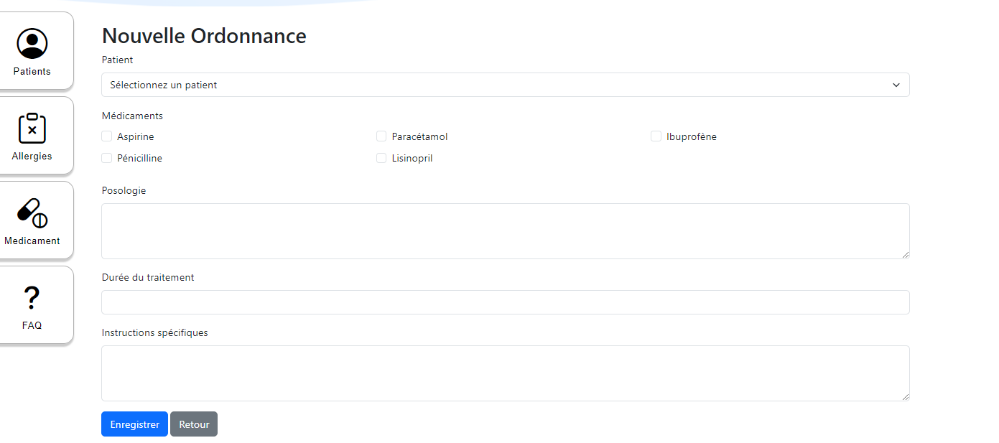 Patients
Allergies
Medicament
FAQ
Nouvelle Ordonnance
Patient
Sélectionnez un patient
Médicaments
Aspirine Paracétamol Ibuprofène
Pénicilline Lisinopril
Posologie
Durée du traitement
Instructions spécifiques
Enregistrer Retour